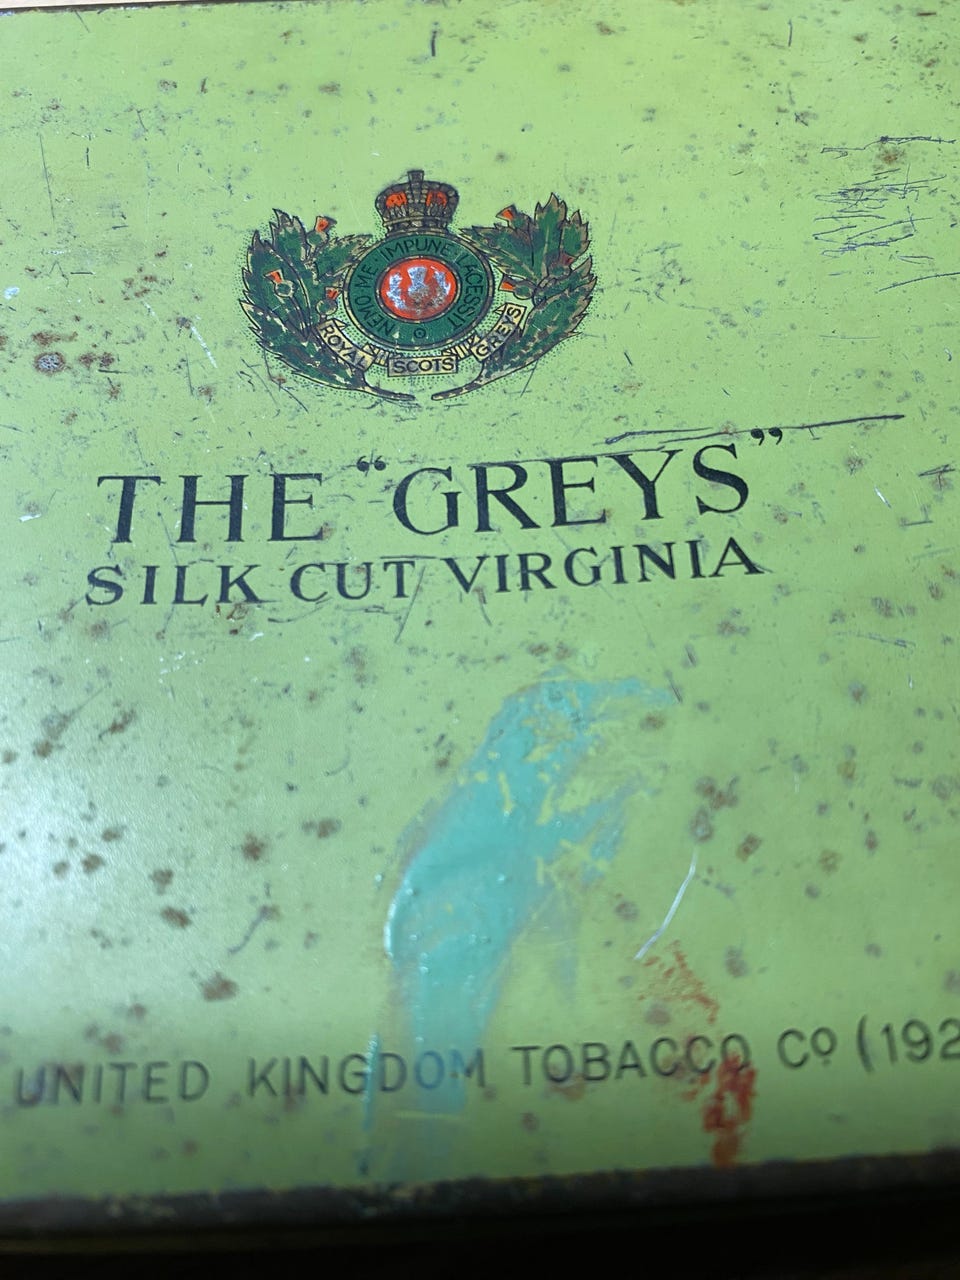 NEMO ME · IMPUNE LACESSIT
ROYAL SCOTS GREYS
THE "GREYS"
SILK CUT VIRGINIA
UNITED KINGDOM TOBACCO Cº (192